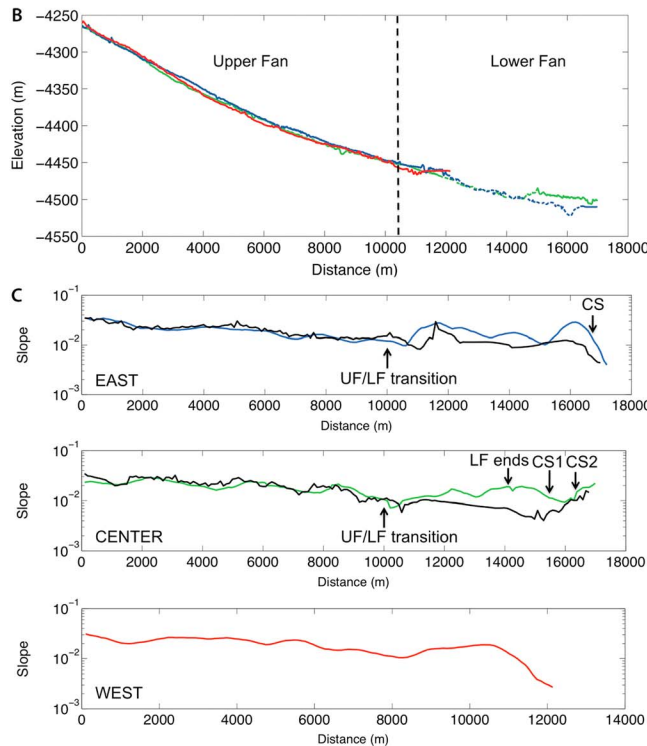 B
-4250
-4300
-4350
-4400
-4450
-4500
-4550
Elevation (m)
Upper Fan
Lower Fan
0 2000 4000 6000 8000 10000 12000 14000 16000 18000
Distance (m)
C
10-1
10-2
10-3
Slope
CS
UF/LF transition
EAST
0 2000 4000 6000 8000 10000 12000 14000 16000 18000
Distance (m)
10-1
10-2
10-3
Slope
LF ends CS1 CS2
UF/LF transition
CENTER
0 2000 4000 6000 8000 10000 12000 14000 16000 18000
Distance (m)
10-1
10-2
10-3
Slope
WEST
0 2000 4000 6000 8000 10000 12000 14000
Distance (m)